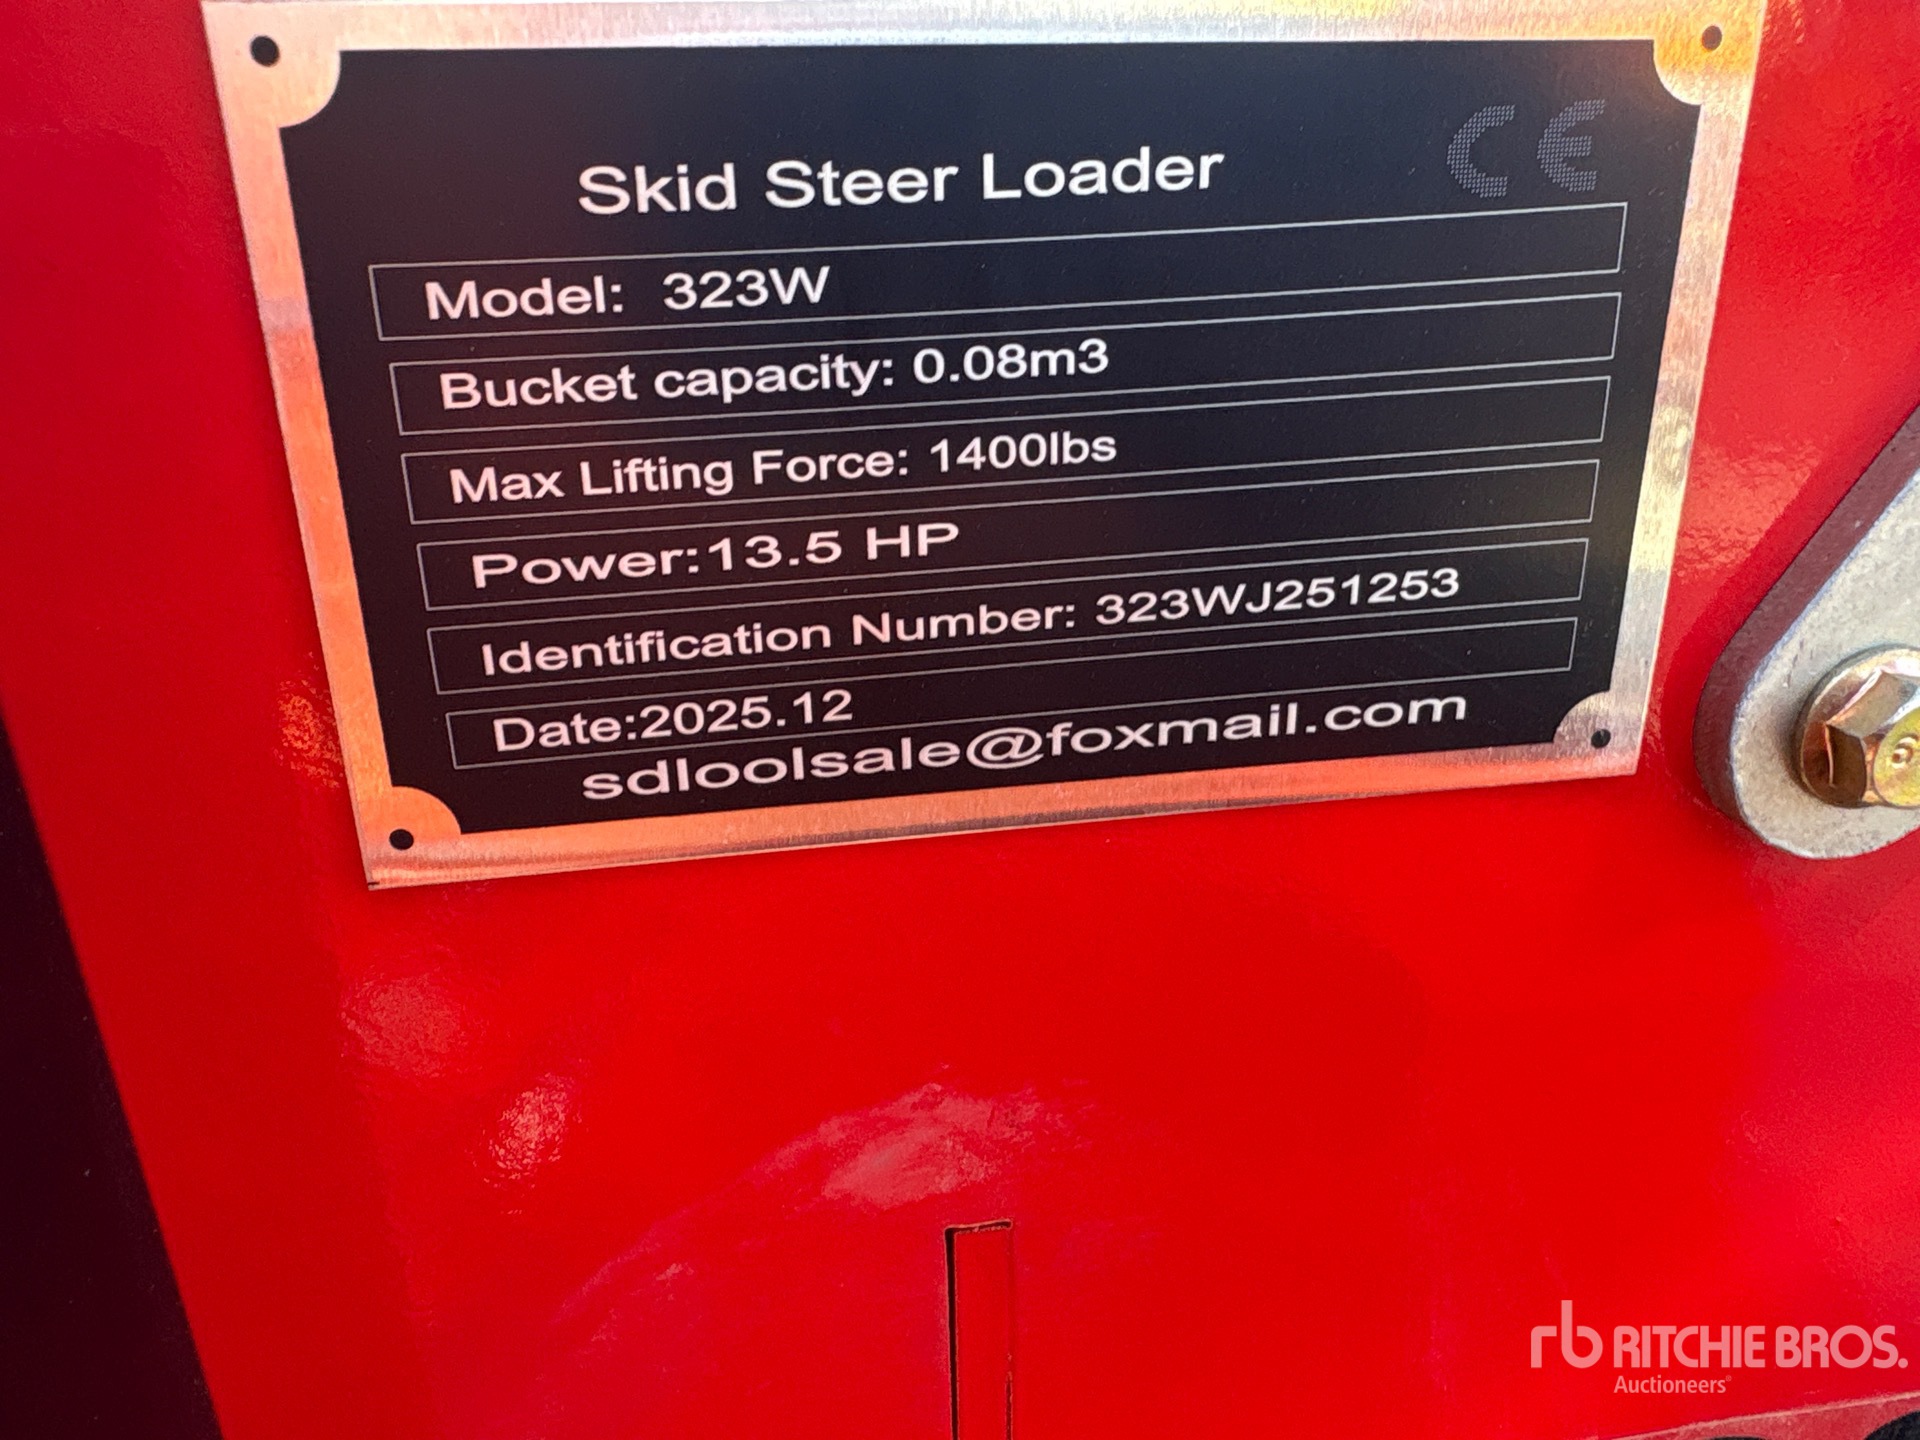 CE
Skid Steer Loader
Model: 323W
Bucket capacity: 0.08m3
Max Lifting Force: 1400lbs
Power:13.5 HP
Identification Number: 323WJ251253
Date:2025.12
sdloolsale@foxmail.com
rb RITCHIE BROS.
Auctioneers